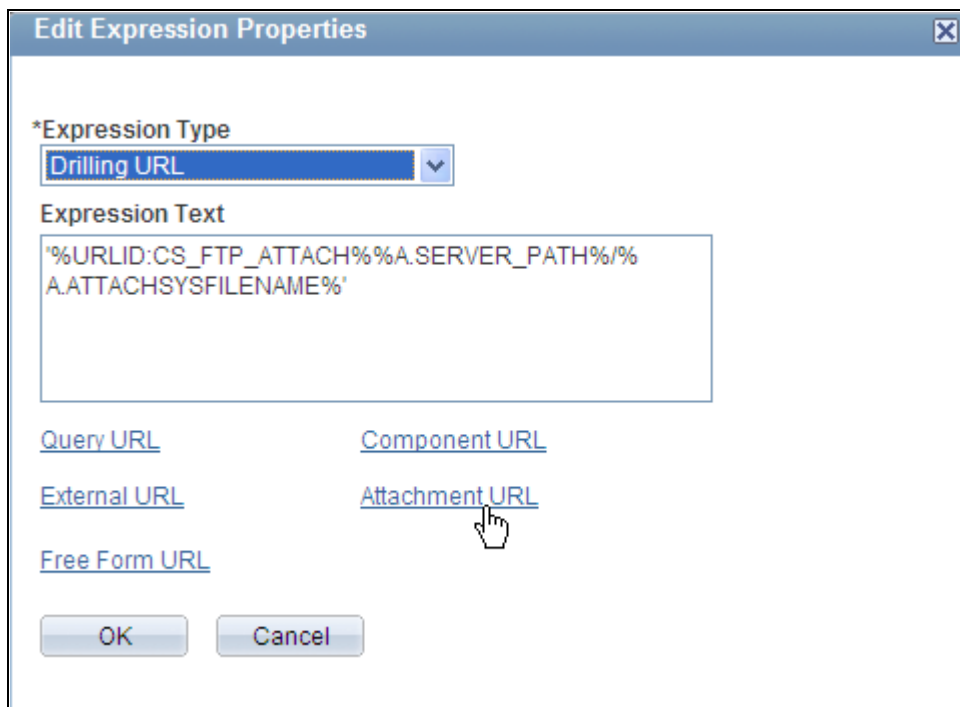 Edit Expression Properties
*Expression Type
Drilling URL
Expression Text
'%URLID:CS_FTP_ATTACH%%A.SERVER_PATH%/%
A.ATTACHSYSFILENAME%'
Query URL Component URL
External URL Attachment URL
Free Form URL
OK Cancel